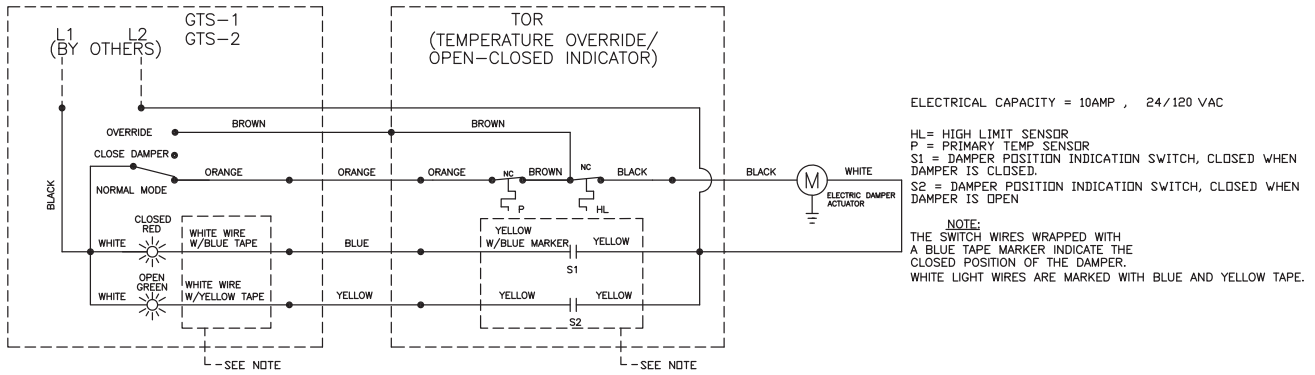 GTS-1
GTS-2
L1 L2
(BY OTHERS)
TOR
(TEMPERATURE OVERRIDE/
OPEN-CLOSED INDICATOR)
OVERRIDE
BROWN
BROWN
CLOSE DAMPER
NORMAL MODE
BLACK
ORANGE
ORANGE
ORANGE
NC
BROWN
NC
BLACK
P
HL
BLACK
M
WHITE
ELECTRIC DAMPER
ACTUATOR
CLOSED
RED
WHITE
WHITE WIRE
W/BLUE TAPE
BLUE
YELLOW
W/BLUE MARKER
YELLOW
S1
OPEN
GREEN
WHITE
WHITE WIRE
W/YELLOW TAPE
YELLOW
YELLOW
YELLOW
S2
SEE NOTE
SEE NOTE
ELECTRICAL CAPACITY = 10AMP , 24/120 VAC
HL= HIGH LIMIT SENSOR
P = PRIMARY TEMP SENSOR
S1 = DAMPER POSITION INDICATION SWITCH, CLOSED WHEN
DAMPER IS CLOSED.
S2 = DAMPER POSITION INDICATION SWITCH, CLOSED WHEN
DAMPER IS OPEN
NOTE:
THE SWITCH WIRES WRAPPED WITH
A BLUE TAPE MARKER INDICATE THE
CLOSED POSITION OF THE DAMPER.
WHITE LIGHT WIRES ARE MARKED WITH BLUE AND YELLOW TAPE.